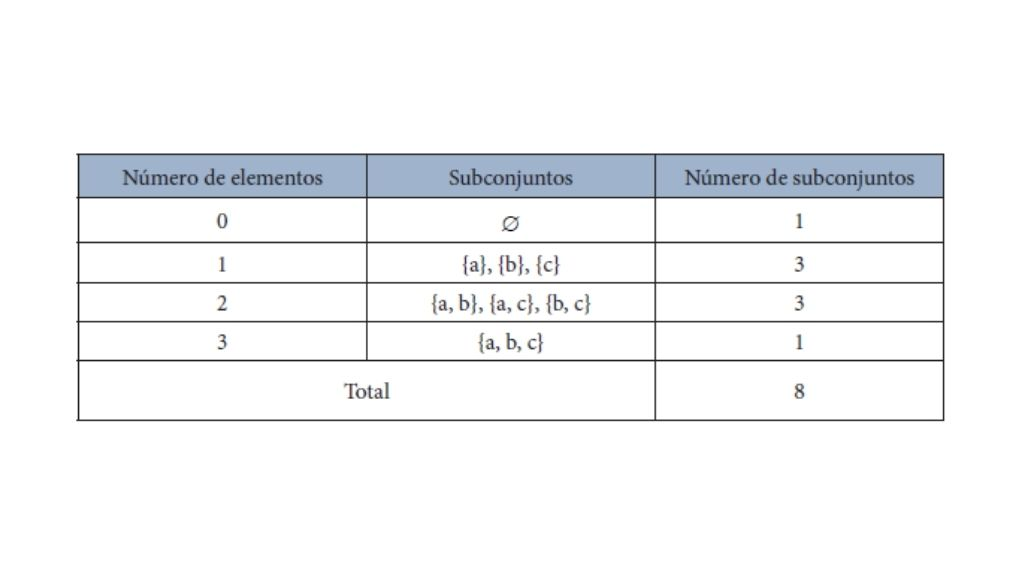 Número de elementos Subconjuntos Número de subconjuntos
0 ∅ 1
1 {a}, {b}, {c} 3
2 {a, b}, {a, c}, {b, c} 3
3 {a, b, c} 1
Total 8